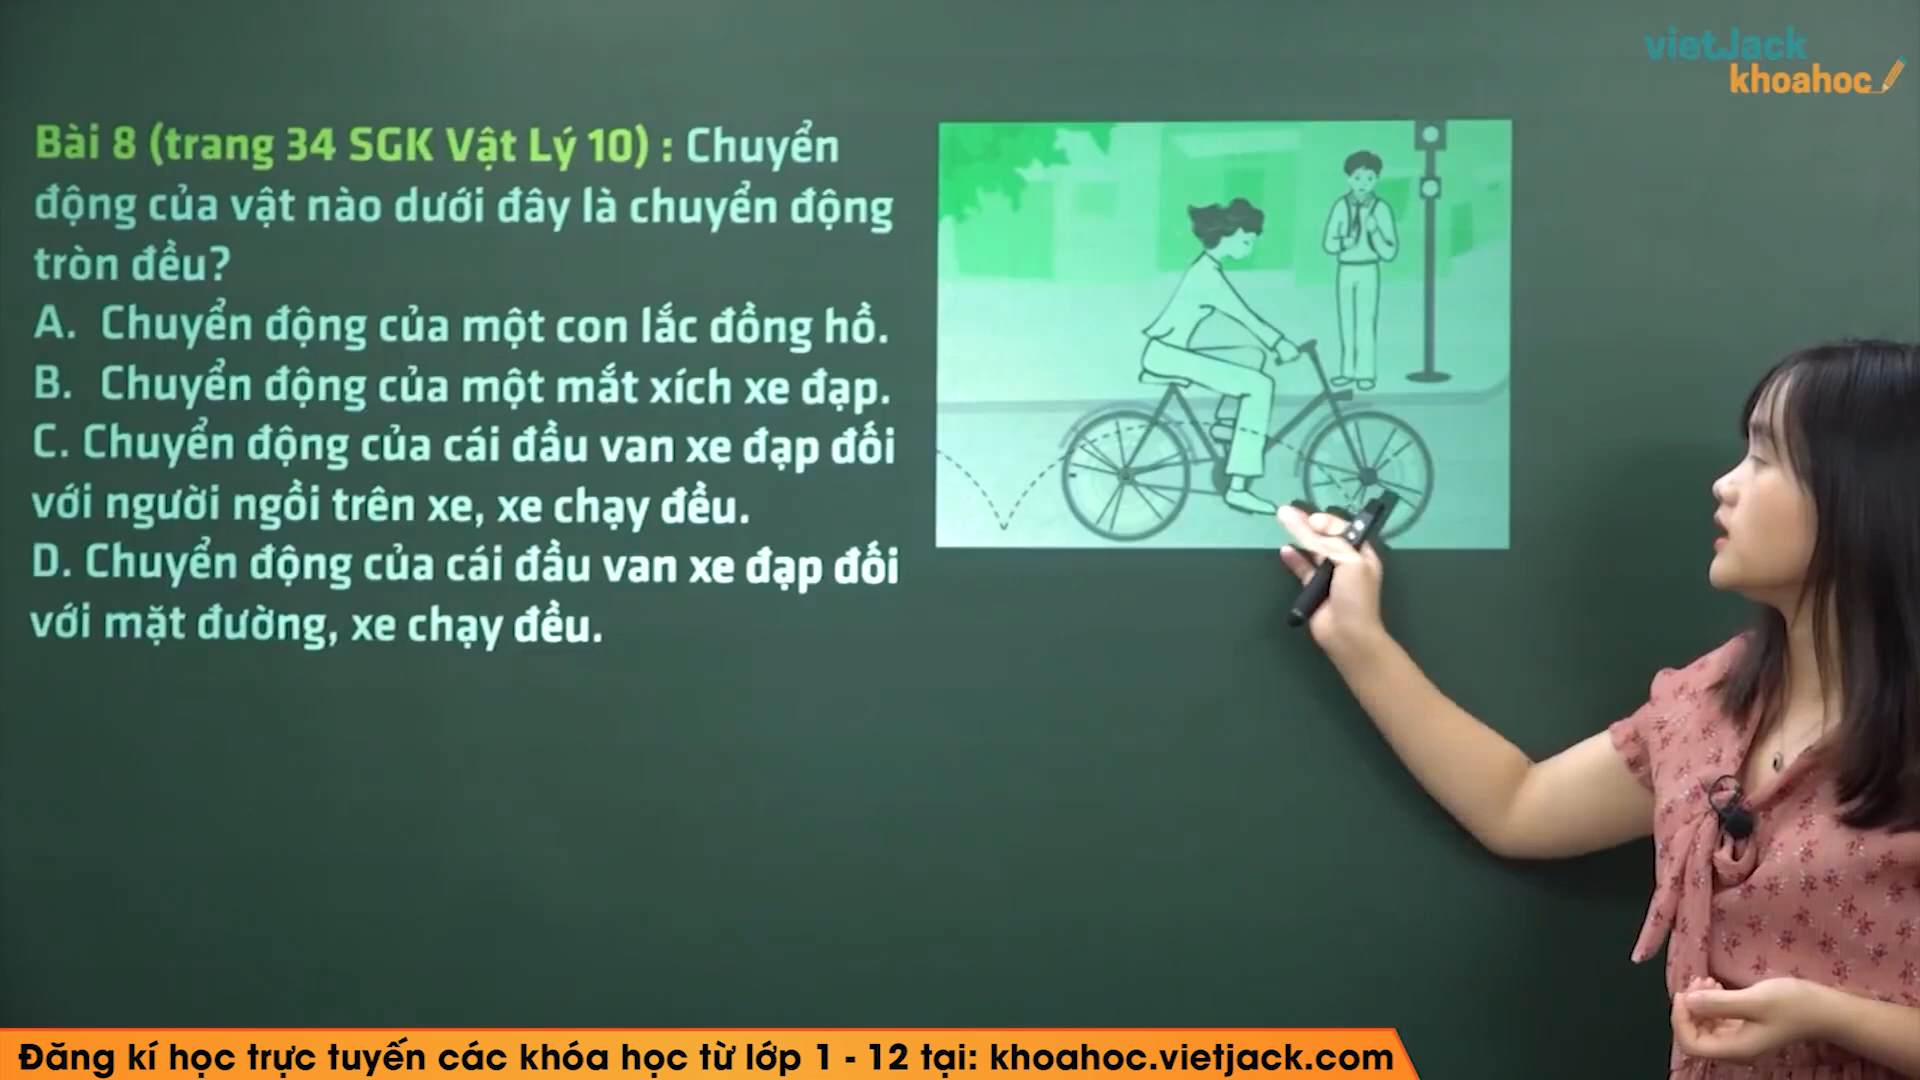 vietJack
khoahoc
Bài 8 (trang 34 SGK Vật Lý 10) : Chuyển
động của vật nào dưới đây là chuyển động
tròn đều?
A. Chuyển động của một con lắc đồng hồ.
B. Chuyển động của một mắt xích xe đạp.
C. Chuyển động của cái đầu van xe đạp đối
với người ngồi trên xe, xe chạy đều.
D. Chuyển động của cái đầu van xe đạp đối
với mặt đường, xe chạy đều.
Đăng kí học trực tuyến các khóa học từ lớp 1 - 12 tại: khoahoc.vietjack.com